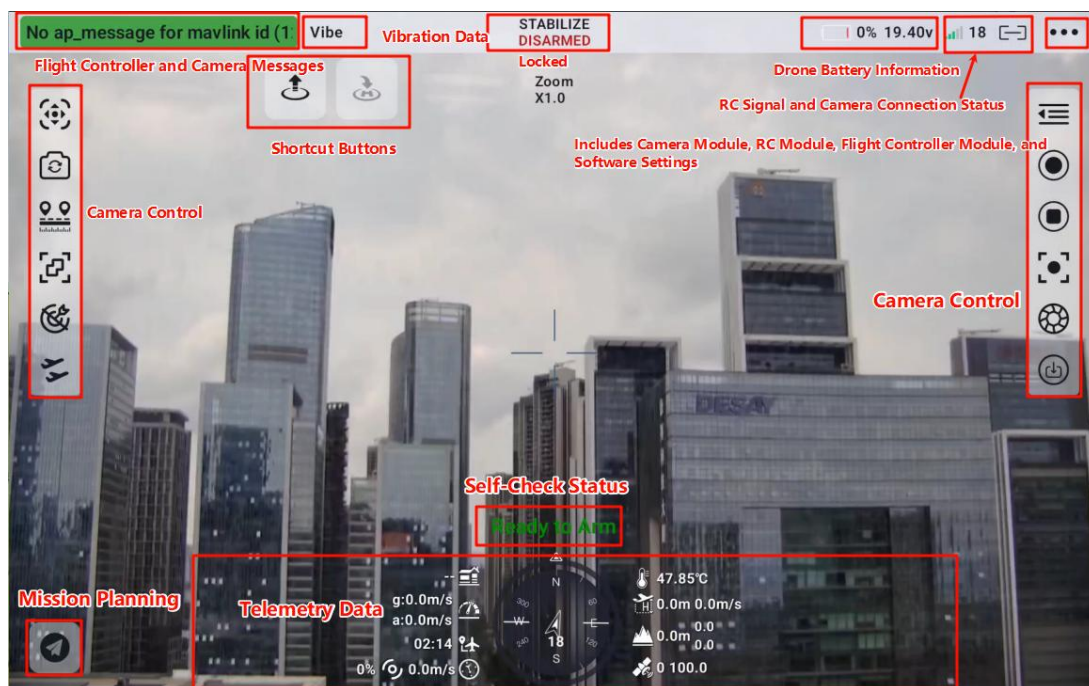 No ap_message for mavlink id (1:
Vibe
Vibration Data
STABILIZE
DISARMED
0% 19.40v
18
Flight Controller and Camera Messages
Locked
Zoom
X1.0
Drone Battery Information
RC Signal and Camera Connection Status
Shortcut Buttons
Includes Camera Module, RC Module, Flight Controller Module, and
Software Settings
Camera Control
Camera Control
DESAY
Self-Check Status
Ready to Arm
Mission Planning
Telemetry Data
--
g:0.0m/s
a:0.0m/s
02:14
0% 0.0m/s
N
300
60
W
E
240
18
120
S
47.85°C
H
0.0m 0.0m/s
0.0m
0.0
0.0
0 100.0